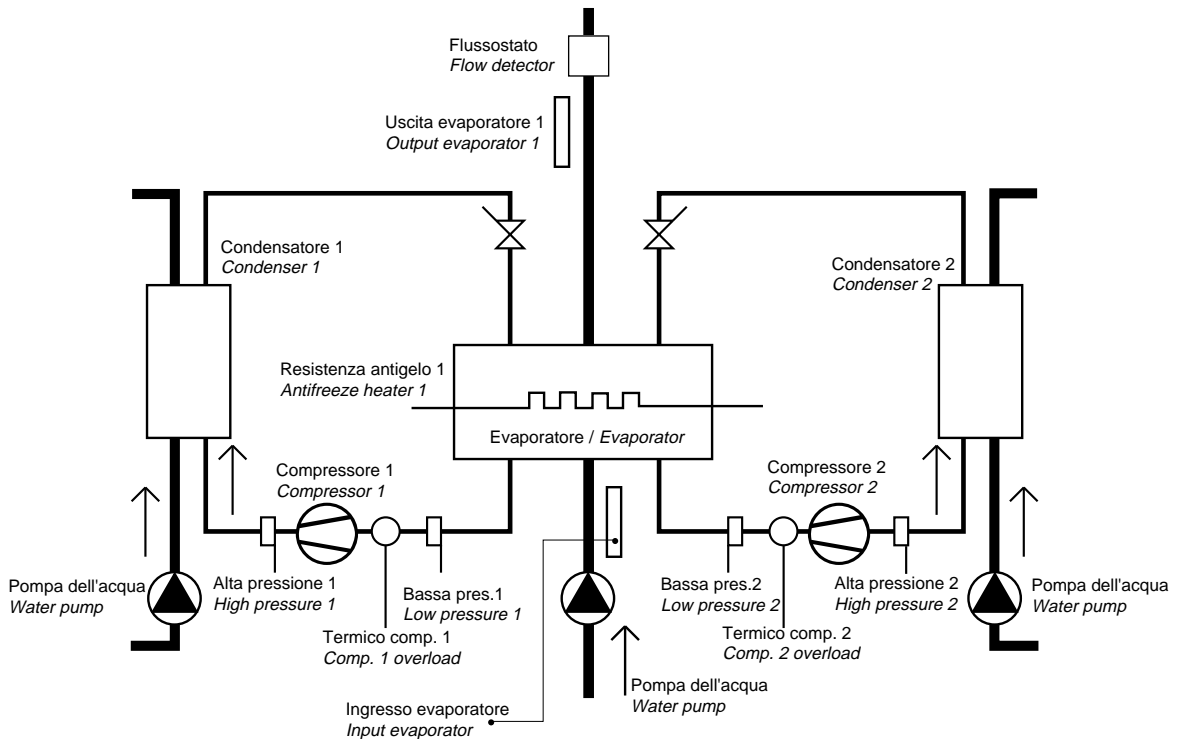 Flussostato
Flow detector
Uscita evaporatore 1
Output evaporator 1
Condensatore 1
Condenser 1
Condensatore 2
Condenser 2
Resistenza antigelo 1
Antifreeze heater 1
Evaporatore / Evaporator
Compressore 1
Compressor 1
Compressore 2
Compressor 2
Pompa dell'acqua
Water pump
Alta pressione 1
High pressure 1
Bassa pres.1
Low pressure 1
Bassa pres.2
Low pressure 2
Alta pressione 2
High pressure 2
Pompa dell'acqua
Water pump
Termico comp. 1
Comp. 1 overload
Termico comp. 2
Comp. 2 overload
Pompa dell'acqua
Water pump
Ingresso evaporatore
Input evaporator